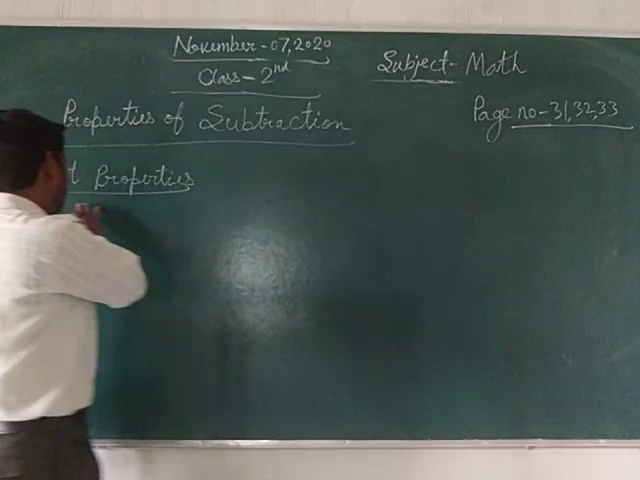 November - 07, 2020
Class - 2nd
Subject - Math
Page no - 31, 32, 33
Properties of Subtraction
Properties